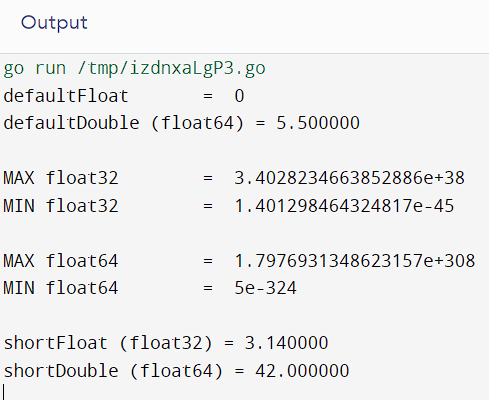 Output
go run /tmp/izdnxaLgP3.go
defaultFloat       =  0
defaultDouble (float64) = 5.500000
MAX float32        =  3.4028234663852886e+38
MIN float32        =  1.401298464324817e-45
MAX float64        =  1.7976931348623157e+308
MIN float64        =  5e-324
shortFloat (float32) = 3.140000
shortDouble (float64) = 42.000000